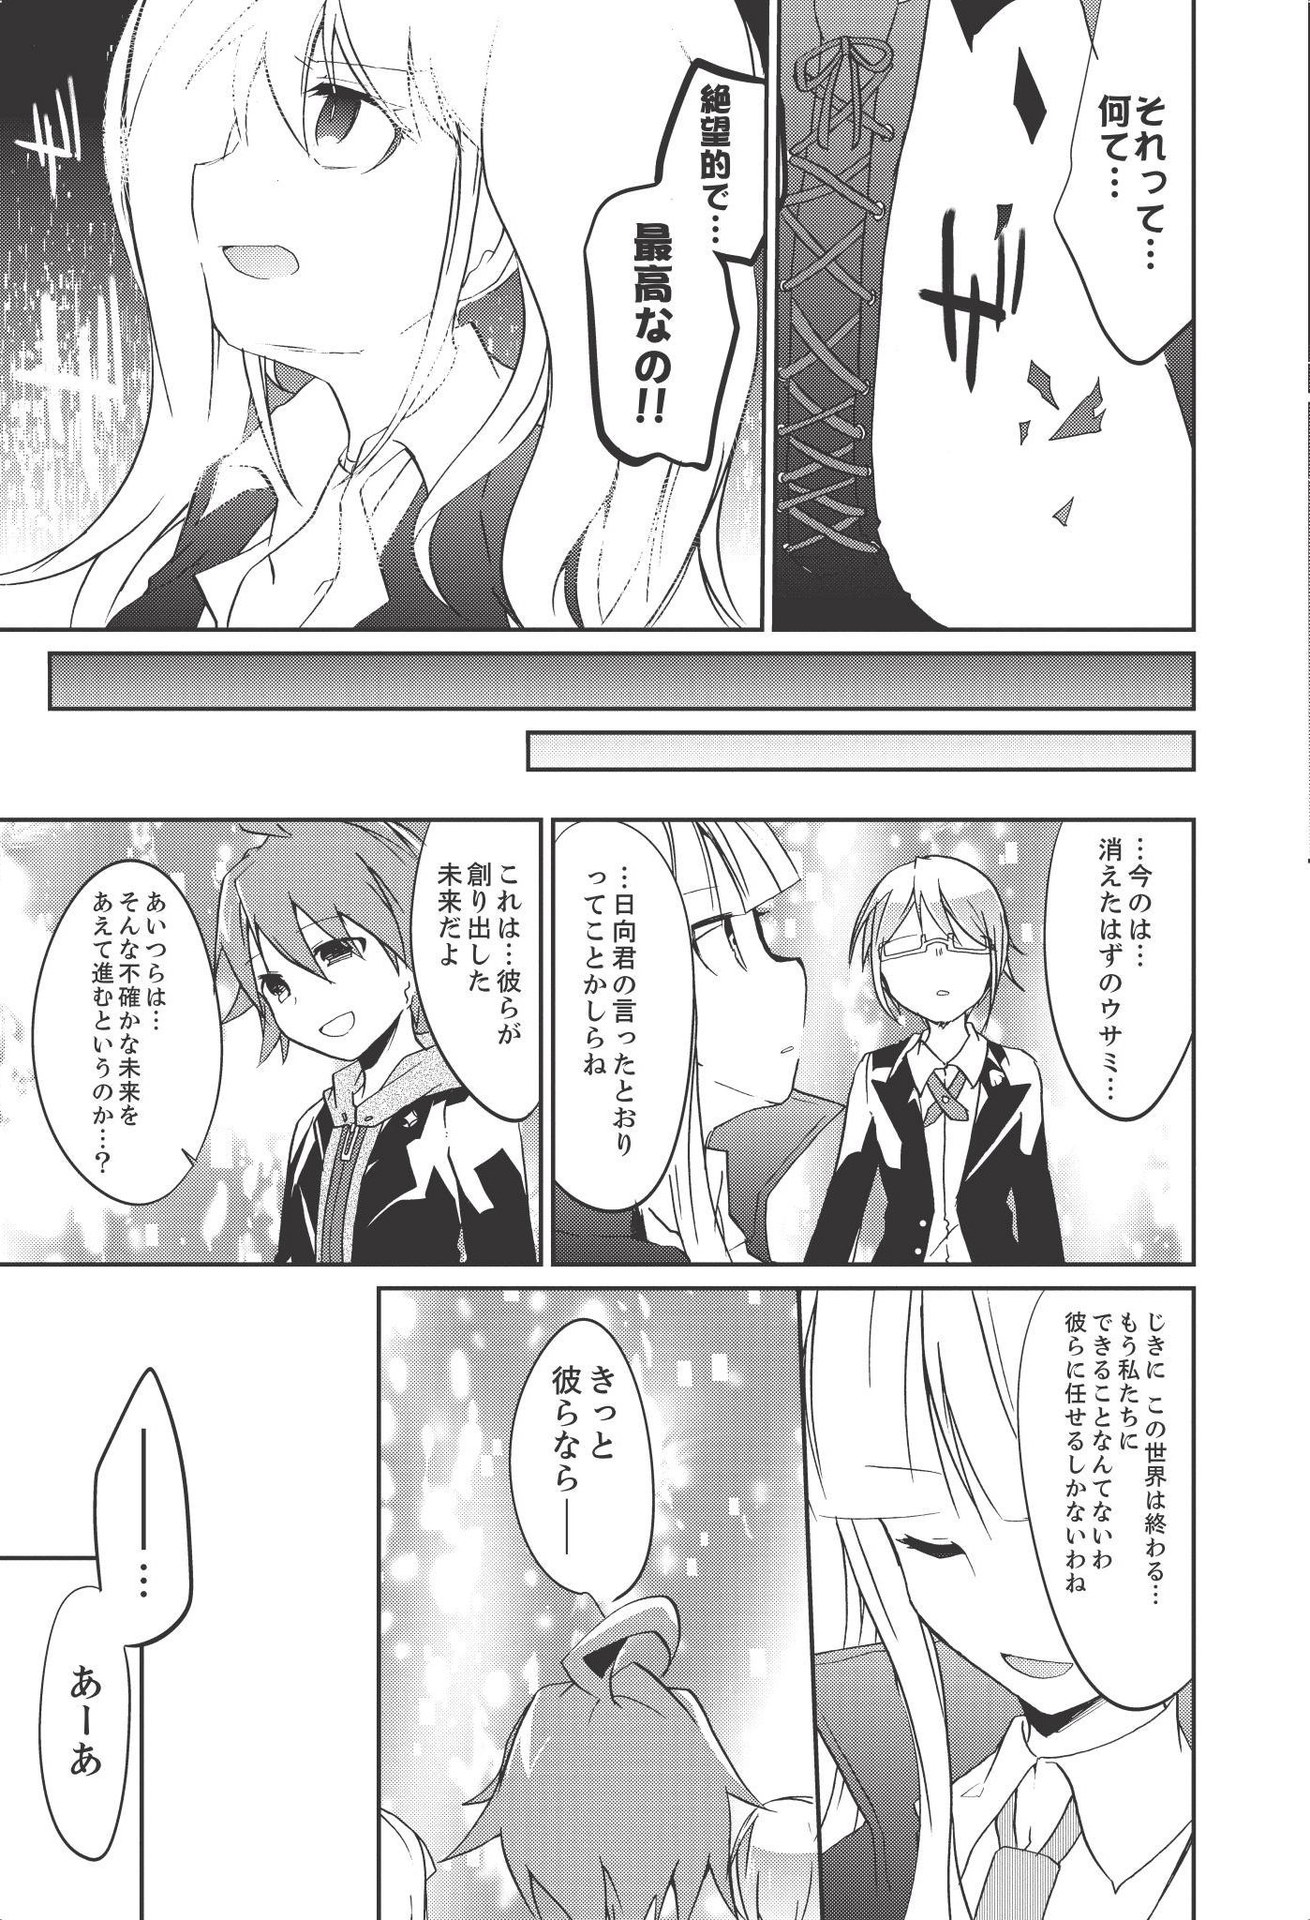 それって…
何て…
ザザ
絶望的で…
最高なの!!
ザザ
…今のは…
消えたはずのウサミ…
…日向君の言ったとおり
ってことかしらね
これは…彼らが
創り出した
未来だよ
あいつらは…
そんな不確かな未来を
あえて進むというのか…?
じきに この世界は終わる…
もう私たちに
できることなんてないわ
彼らに任せるしかないわね
きっと
彼らなら―
――…
あーあ